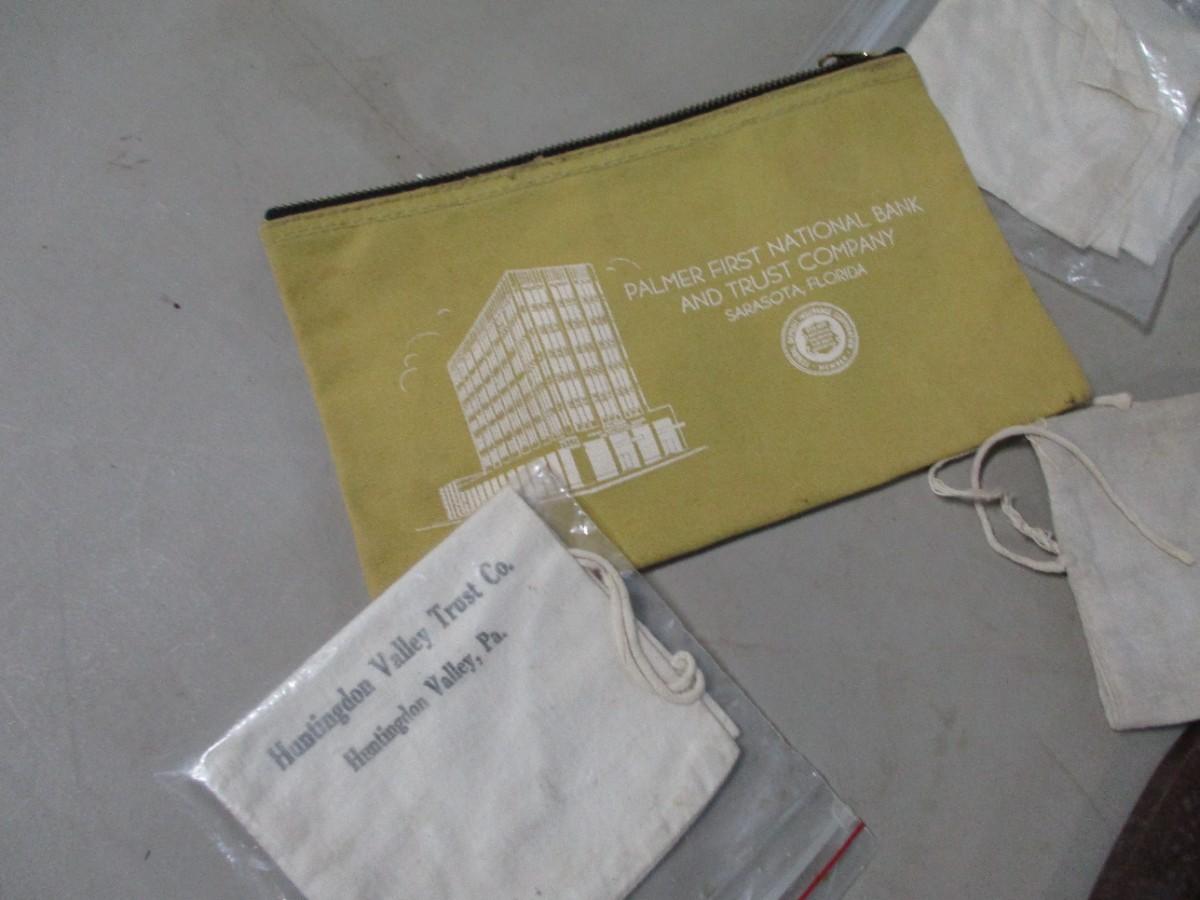 PALMER FIRST NATIONAL BANK
AND TRUST COMPANY
SARASOTA, FLORIDA
Huntingdon Valley Trust Co.
Huntingdon Valley, Pa.